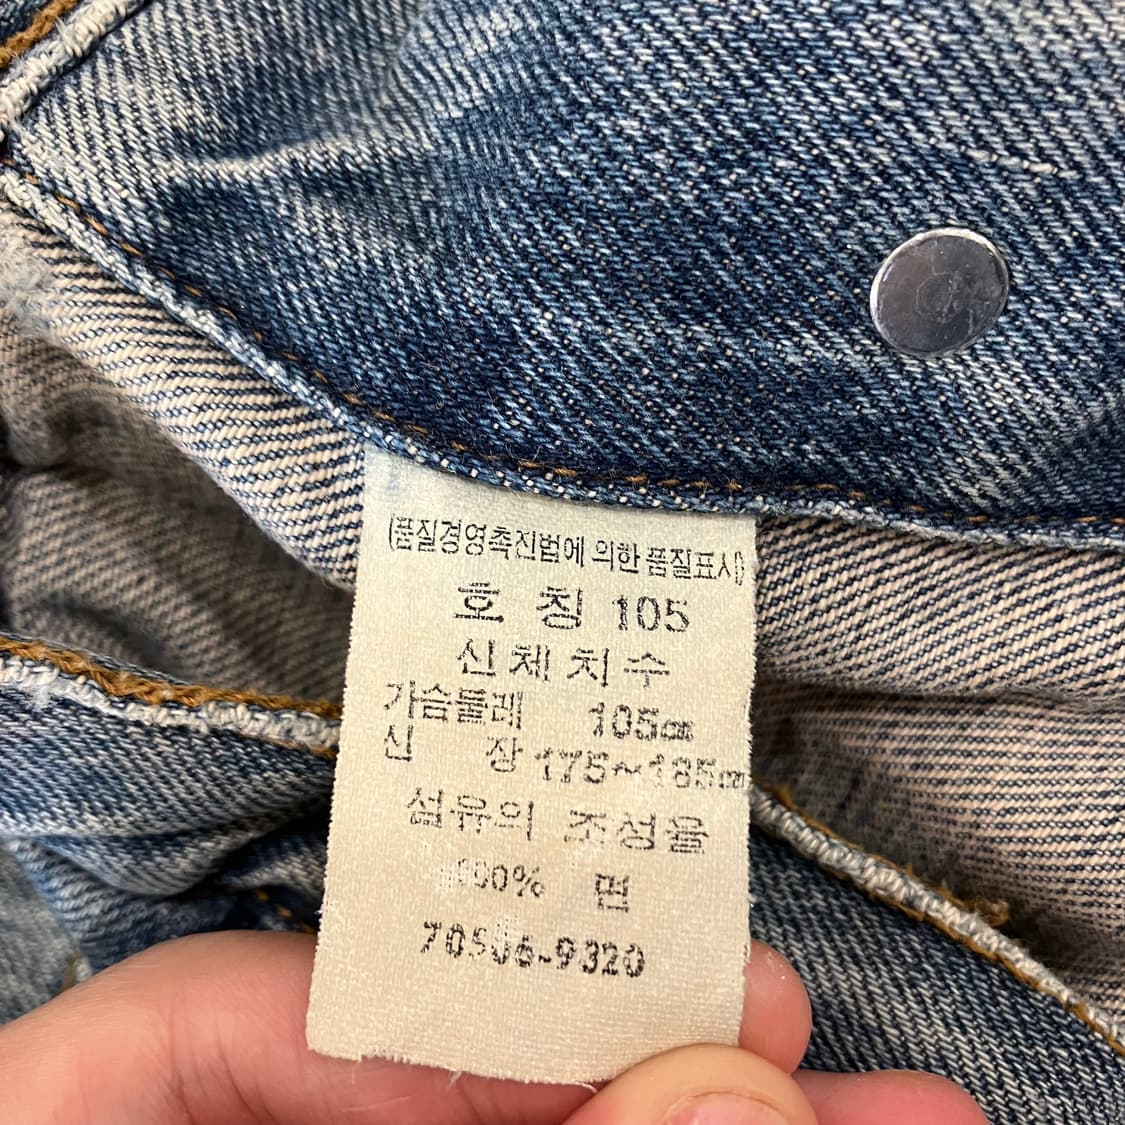 (품질경영촉진법에 의한 품질표시)
호 칭 105
신체치수
가슴둘레 105㎝
신 장 175~185㎝
섬유의 조성율
100% 면
70506-9320